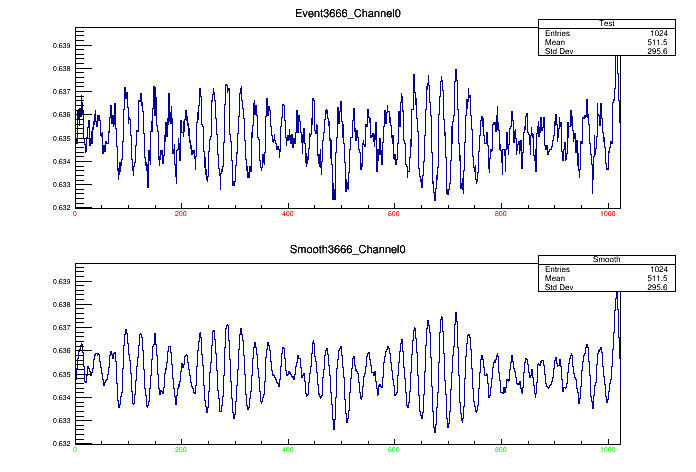 Event3666_Channel0
Test
Entries 1024
Mean 511.5
Std Dev 295.6
0.639
0.638
0.637
0.636
0.635
0.634
0.633
0.632
0 200 400 600 800 1000
Smooth3666_Channel0
Smooth
Entries 1024
Mean 511.5
Std Dev 295.6
0.639
0.638
0.637
0.636
0.635
0.634
0.633
0.632
0 200 400 600 800 1000